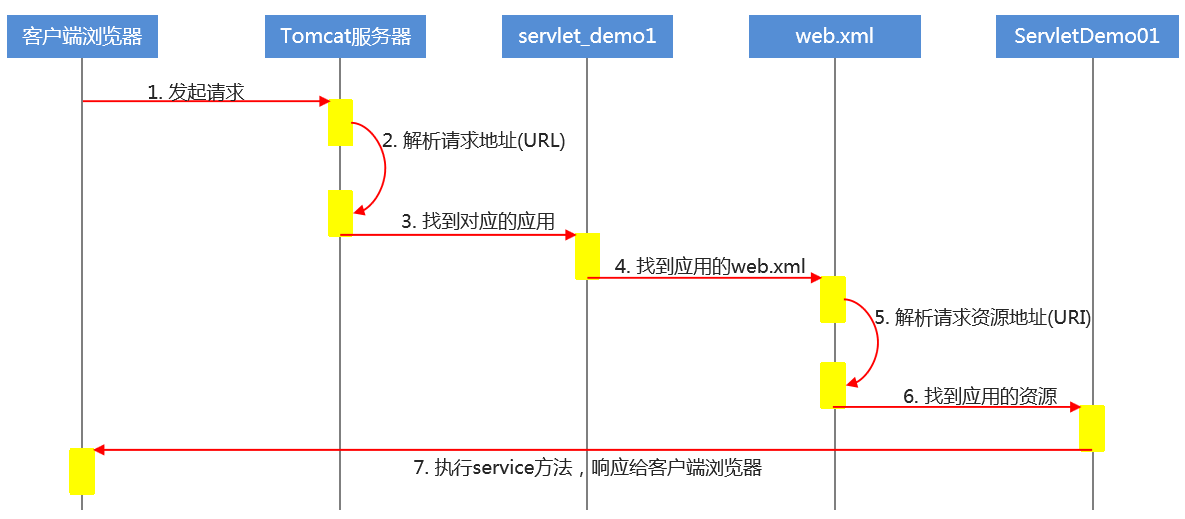 客户端浏览器
Tomcat服务器
servlet_demo1
web.xml
ServletDemo01
1. 发起请求
2. 解析请求地址(URL)
3. 找到对应的应用
4. 找到应用的web.xml
5. 解析请求资源地址(URI)
6. 找到应用的资源
7. 执行service方法，响应给客户端浏览器